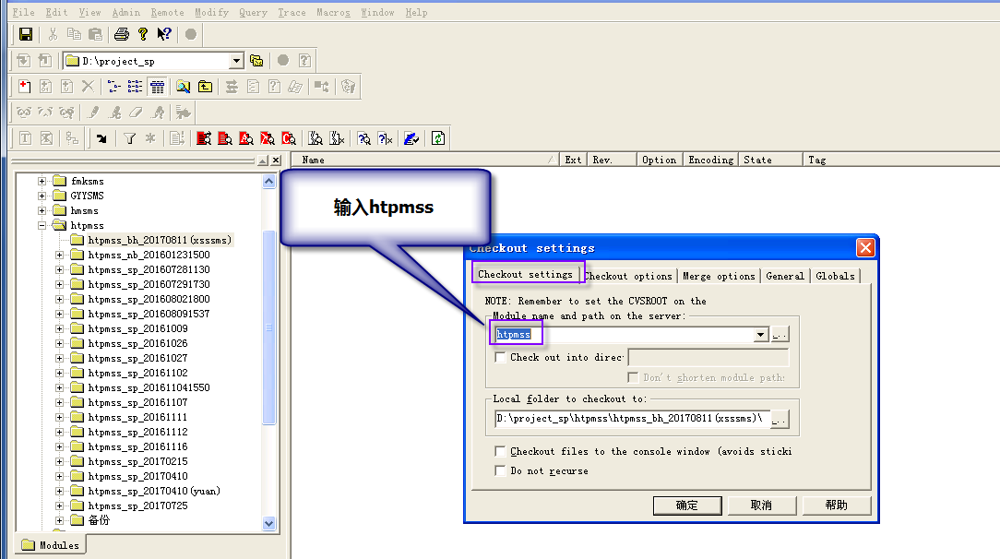 File Edit View Admin Remote Modify Query Trace Macros Window Help
D:\project_sp
Name Ext Rev. Option Encoding State Tag
fmksms
GYYSMS
hmsms
htpmss
htpmss_bh_20170811(xsssms)
htpmss_nb_201601231500
htpmss_sp_201607281130
htpmss_sp_201607291730
htpmss_sp_201608021800
htpmss_sp_201608091537
htpmss_sp_20161009
htpmss_sp_20161026
htpmss_sp_20161027
htpmss_sp_20161102
htpmss_sp_201611041550
htpmss_sp_20161107
htpmss_sp_20161111
htpmss_sp_20161112
htpmss_sp_20161116
htpmss_sp_20170215
htpmss_sp_20170410
htpmss_sp_20170410(yuan)
htpmss_sp_20170725
备份
Modules
输入htpmss
Checkout settings
Checkout settings Checkout options Merge options General Globals
NOTE: Remember to set the CVSROOT on the
Module name and path on the server:
htpmss
...
Check out into direc
Don't shorten module path:
Local folder to checkout to:
D:\project_sp\htpmss\htpmss_bh_20170811(xsssms)\
...
Checkout files to the console window (avoids sticki
Do not recurse
确定 取消 帮助